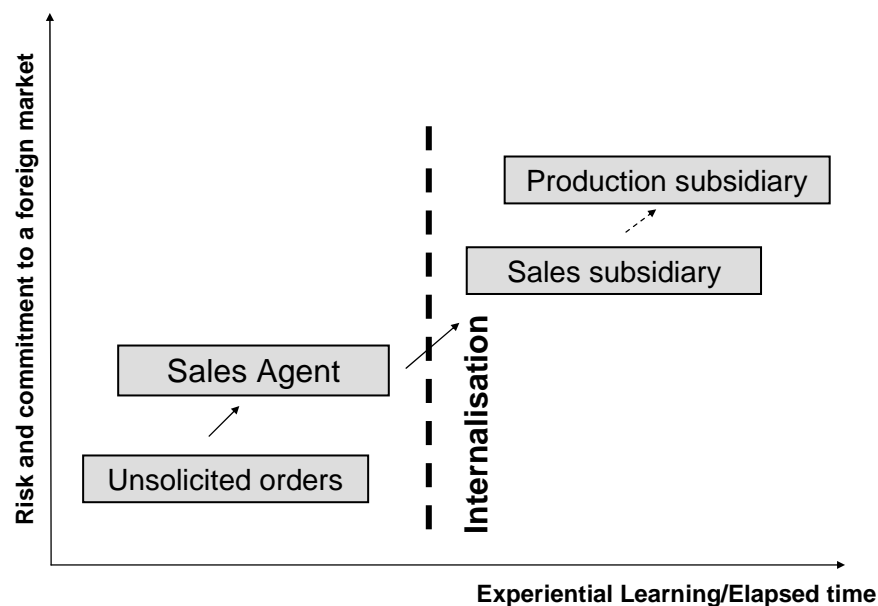 Risk and commitment to a foreign market
Production subsidiary
Sales subsidiary
Internalisation
Sales Agent
Unsolicited orders
Experiential Learning/Elapsed time